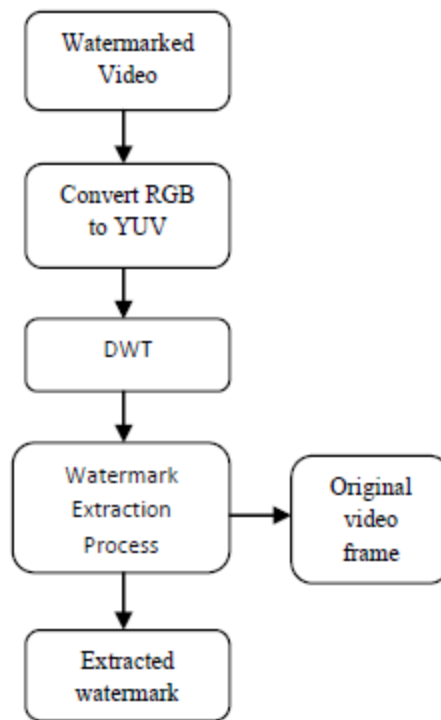 Watermarked
Video
Convert RGB
to YUV
DWT
Watermark
Extraction
Process
Original
video
frame
Extracted
watermark